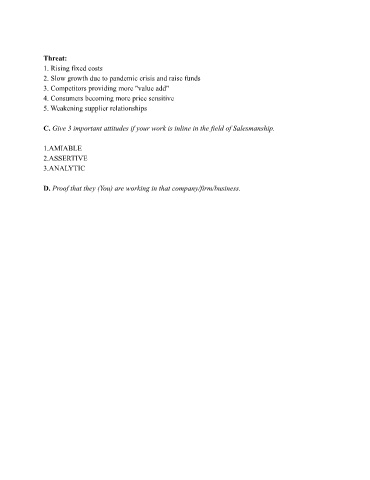 Threat:
1. Rising fixed costs
2. Slow growth due to pandemic crisis and raise funds
3. Competitors providing more "value add"
4. Consumers becoming more price sensitive
5. Weakening supplier relationships
C. Give 3 important attitudes if your work is inline in the field of Salesmanship.
1.AMIABLE
2.ASSERTIVE
3.ANALYTIC
D. Proof that they (You) are working in that company/firm/business.